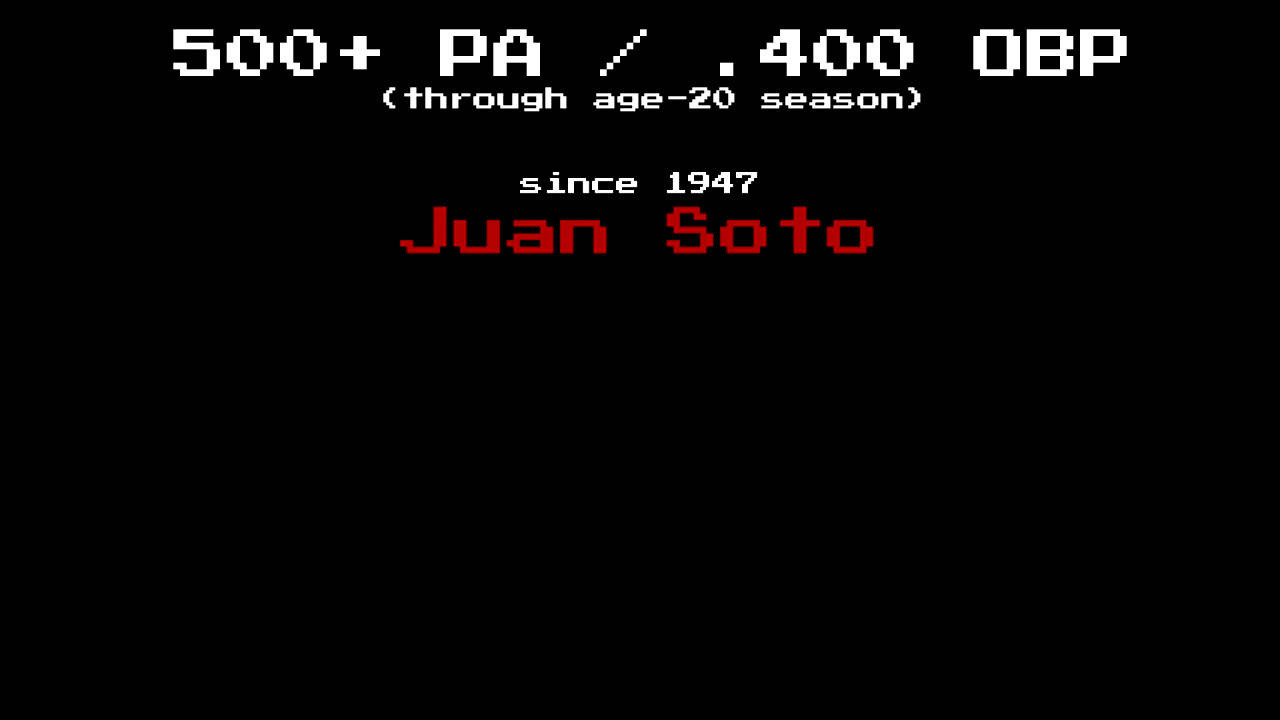 500+ PA / .400 OBP
(through age-20 season)
since 1947
Juan Soto